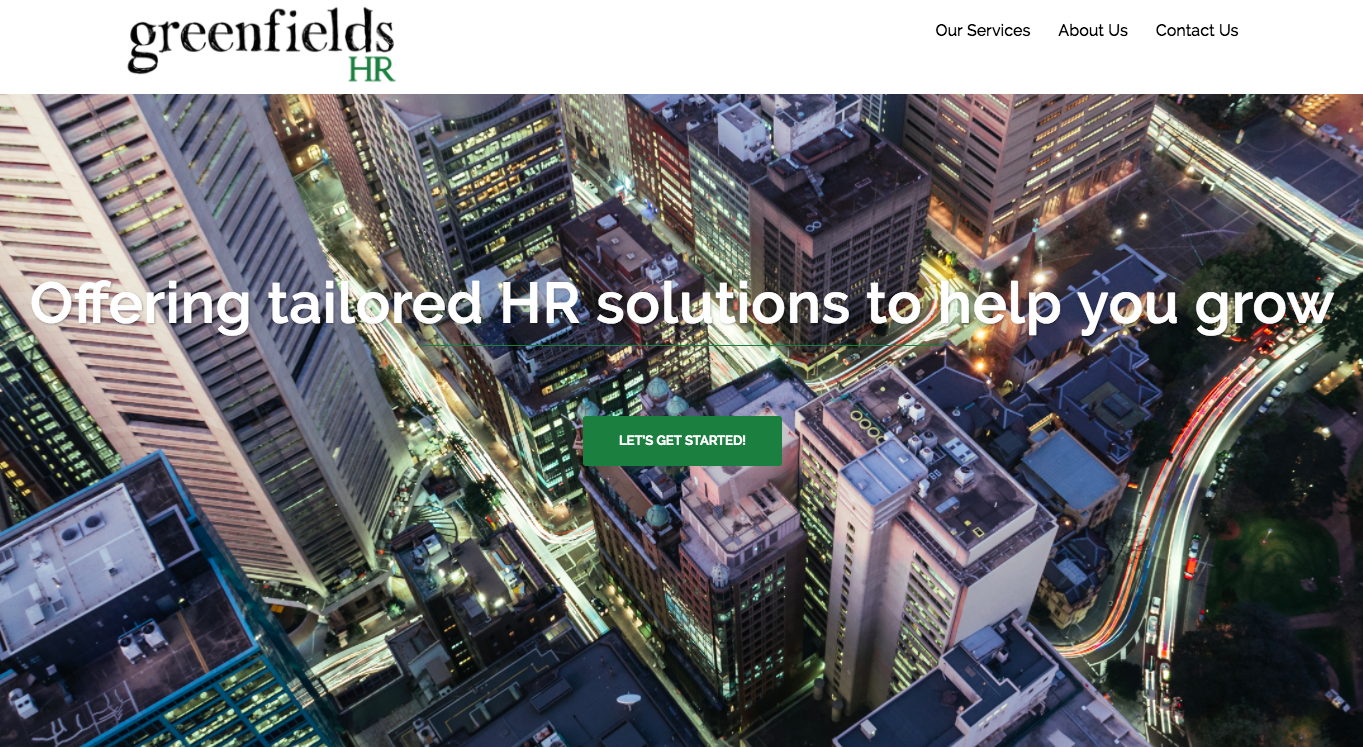 greenfields
HR
Our Services
About Us
Contact Us
Offering tailored HR solutions to help you grow
LET'S GET STARTED!